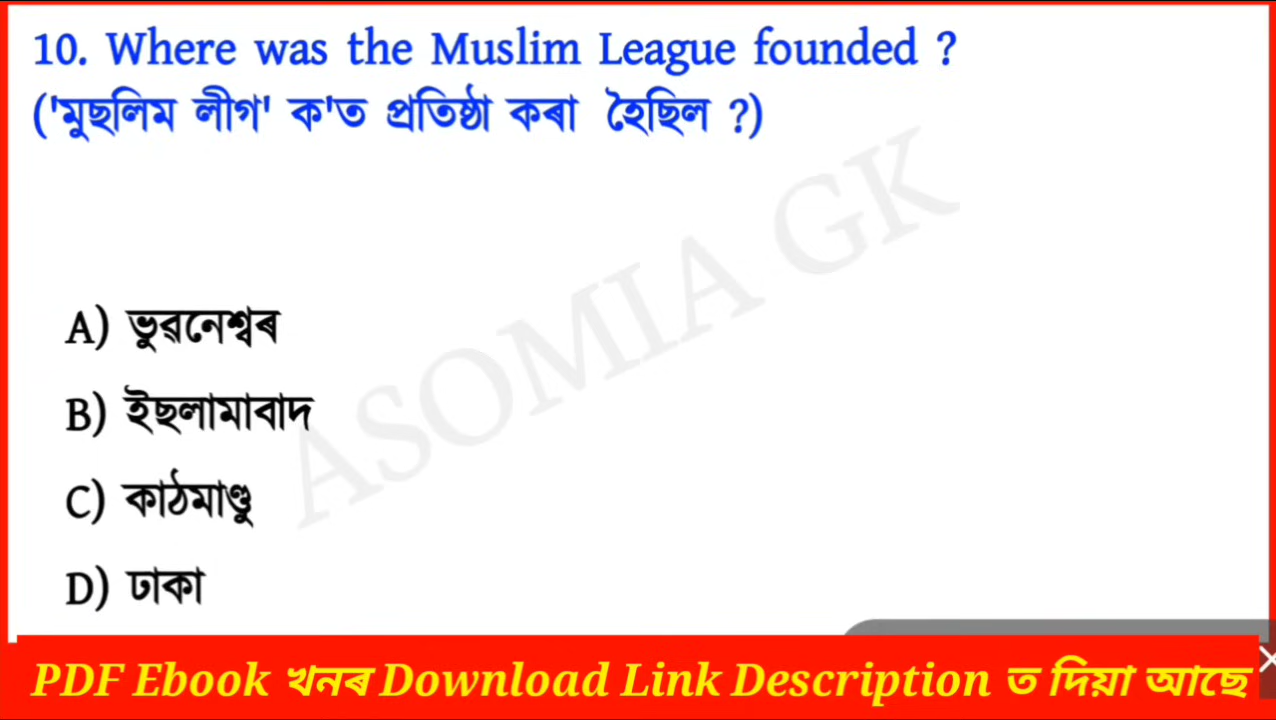 10. Where was the Muslim League founded ?
('মুছলিম লীগ' ক'ত প্ৰতিষ্ঠা কৰা হৈছিল ?)
ASOMIA GK
A) ভুৱনেশ্বৰ
B) ইছলামাবাদ
C) কাঠমাণ্ডু
D) ঢাকা
PDF Ebook খনৰ Download Link Description ত দিয়া আছে